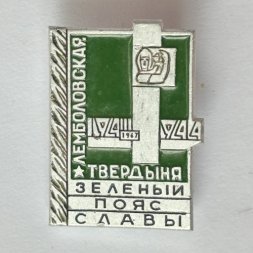 ЛЕМБОЛОВСКАЯ
1941 1944
1967
ТВЕРДЫНЯ
ЗЕЛЕНЫЙ
ПОЯС
СЛАВЫ